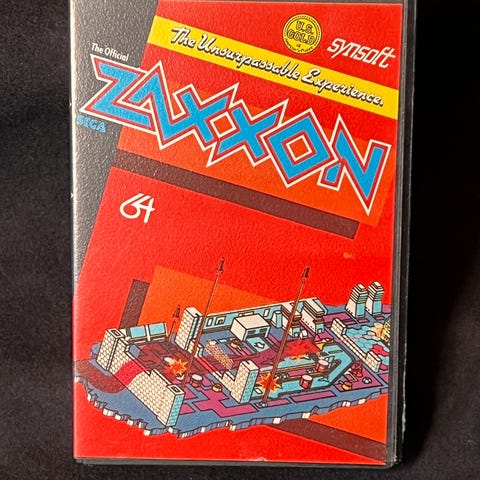 U.S.
GOLD
synsoft
The Unsurpassable Experience.
The Official
ZAXXON
SEGA
64